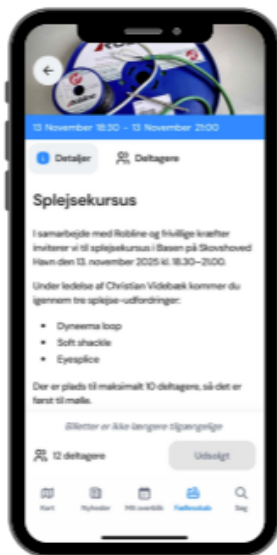 Robline
13 November 18:30 - 13 November 21:00
Detaljer
Deltagere
Splejsekursus
I samarbejde med Robline og frivillige kræfter
inviterer vi til splejsekursus i Basen på Skovshoved
Havn den 13. november 2025 kl. 18.30–21.00.
Under ledelse af Christian Videbæk kommer du
igennem tre splejse-udfordringer:
• Dyneema loop
• Soft shackle
• Eyesplice
Der er plads til maksimalt 10 deltagere, så det er
først til mølle.
Billetter er ikke længere tilgængelige
12 deltagere
Udsolgt
Kort
Nyheder
Mit overblik
Fællesskab
Søg